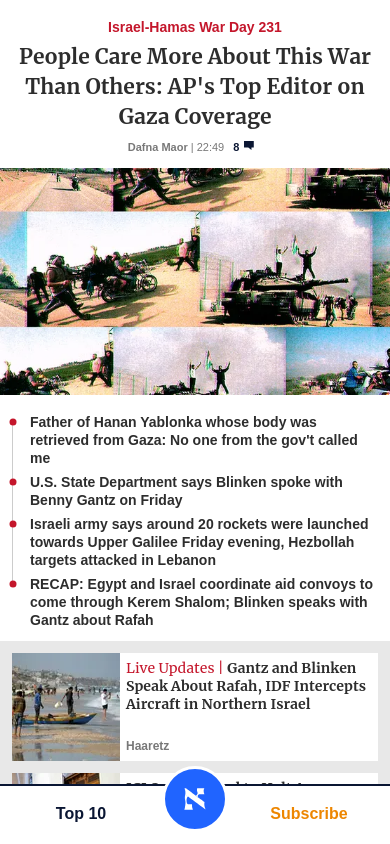 Israel-Hamas War Day 231
People Care More About This War
Than Others: AP's Top Editor on
Gaza Coverage
Dafna Maor | 22:49 8
Father of Hanan Yablonka whose body was
retrieved from Gaza: No one from the gov't called
me
U.S. State Department says Blinken spoke with
Benny Gantz on Friday
Israeli army says around 20 rockets were launched
towards Upper Galilee Friday evening, Hezbollah
targets attacked in Lebanon
RECAP: Egypt and Israel coordinate aid convoys to
come through Kerem Shalom; Blinken speaks with
Gantz about Rafah
Live Updates | Gantz and Blinken
Speak About Rafah, IDF Intercepts
Aircraft in Northern Israel
Haaretz
Top 10
Subscribe